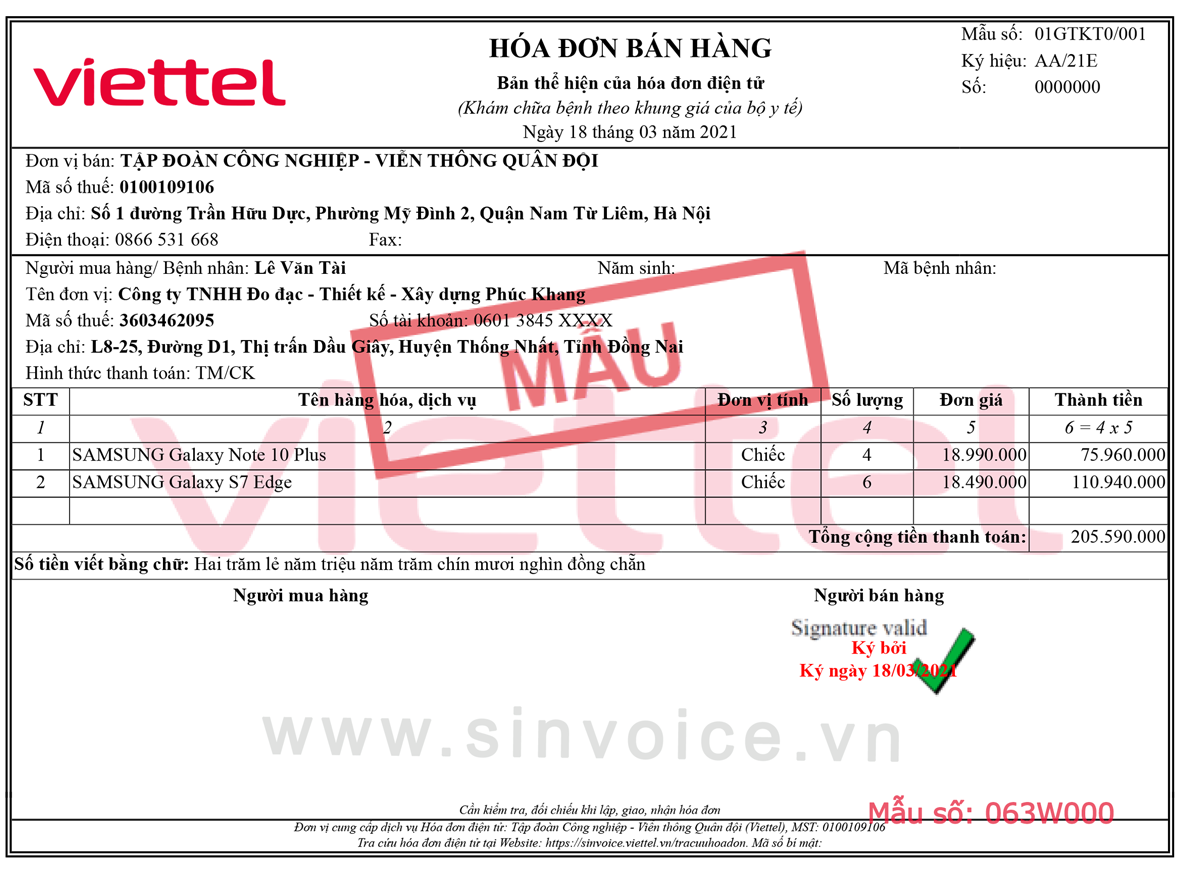 viettel
HÓA ĐƠN BÁN HÀNG
Bản thể hiện của hóa đơn điện tử
(Khám chữa bệnh theo khung giá của bộ y tế)
Ngày 18 tháng 03 năm 2021
Mẫu số: 01GTKT0/001
Ký hiệu: AA/21E
Số: 0000000
Đơn vị bán: TẬP ĐOÀN CÔNG NGHIỆP - VIỄN THÔNG QUÂN ĐỘI
Mã số thuế: 0100109106
Địa chỉ: Số 1 đường Trần Hữu Dực, Phường Mỹ Đình 2, Quận Nam Từ Liêm, Hà Nội
Điện thoại: 0866 531 668 Fax:
Người mua hàng/ Bệnh nhân: Lê Văn Tài Năm sinh: Mã bệnh nhân:
Tên đơn vị: Công ty TNHH Đo đạc - Thiết kế - Xây dựng Phúc Khang
Mã số thuế: 3603462095 Số tài khoản: 0601 3845 XXXX
Địa chỉ: L8-25, Đường D1, Thị trấn Dầu Giây, Huyện Thống Nhất, Tỉnh Đồng Nai
Hình thức thanh toán: TM/CK
MẪU
STT Tên hàng hóa, dịch vụ Đơn vị tính Số lượng Đơn giá Thành tiền
1 2 3 4 5 6 = 4 x 5
1 SAMSUNG Galaxy Note 10 Plus Chiếc 4 18.990.000 75.960.000
2 SAMSUNG Galaxy S7 Edge Chiếc 6 18.490.000 110.940.000
viettel
Tổng cộng tiền thanh toán: 205.590.000
Số tiền viết bằng chữ: Hai trăm lẻ năm triệu năm trăm chín mươi nghìn đồng chẵn
Người mua hàng Người bán hàng
Signature valid
Ký bởi
Ký ngày 18/03/2021
www.sinvoice.vn
Cần kiểm tra, đối chiếu khi lập, giao, nhận hóa đơn
Mẫu số: 063W000
Đơn vị cung cấp dịch vụ Hóa đơn điện tử: Tập đoàn Công nghiệp - Viễn thông Quân đội (Viettel), MST: 0100109106
Tra cứu hóa đơn điện tử tại Website: https://sinvoice.viettel.vn/tracuuhoadon. Mã số bí mật: